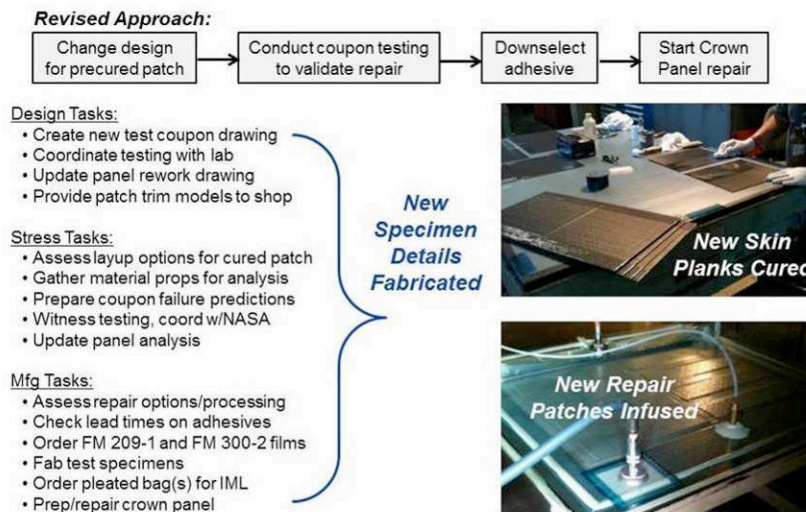 Revised Approach:
Change design
for precured patch
Conduct coupon testing
to validate repair
Downselect
adhesive
Start Crown
Panel repair
Design Tasks:
• Create new test coupon drawing
• Coordinate testing with lab
• Update panel rework drawing
• Provide patch trim models to shop
Stress Tasks:
• Assess layup options for cured patch
• Gather material props for analysis
• Prepare coupon failure predictions
• Witness testing, coord w/NASA
• Update panel analysis
Mfg Tasks:
• Assess repair options/processing
• Check lead times on adhesives
• Order FM 209-1 and FM 300-2 films
• Fab test specimens
• Order pleated bag(s) for IML
• Prep/repair crown panel
New
Specimen
Details
Fabricated
New Skin
Planks Cured
New Repair
Patches Infused